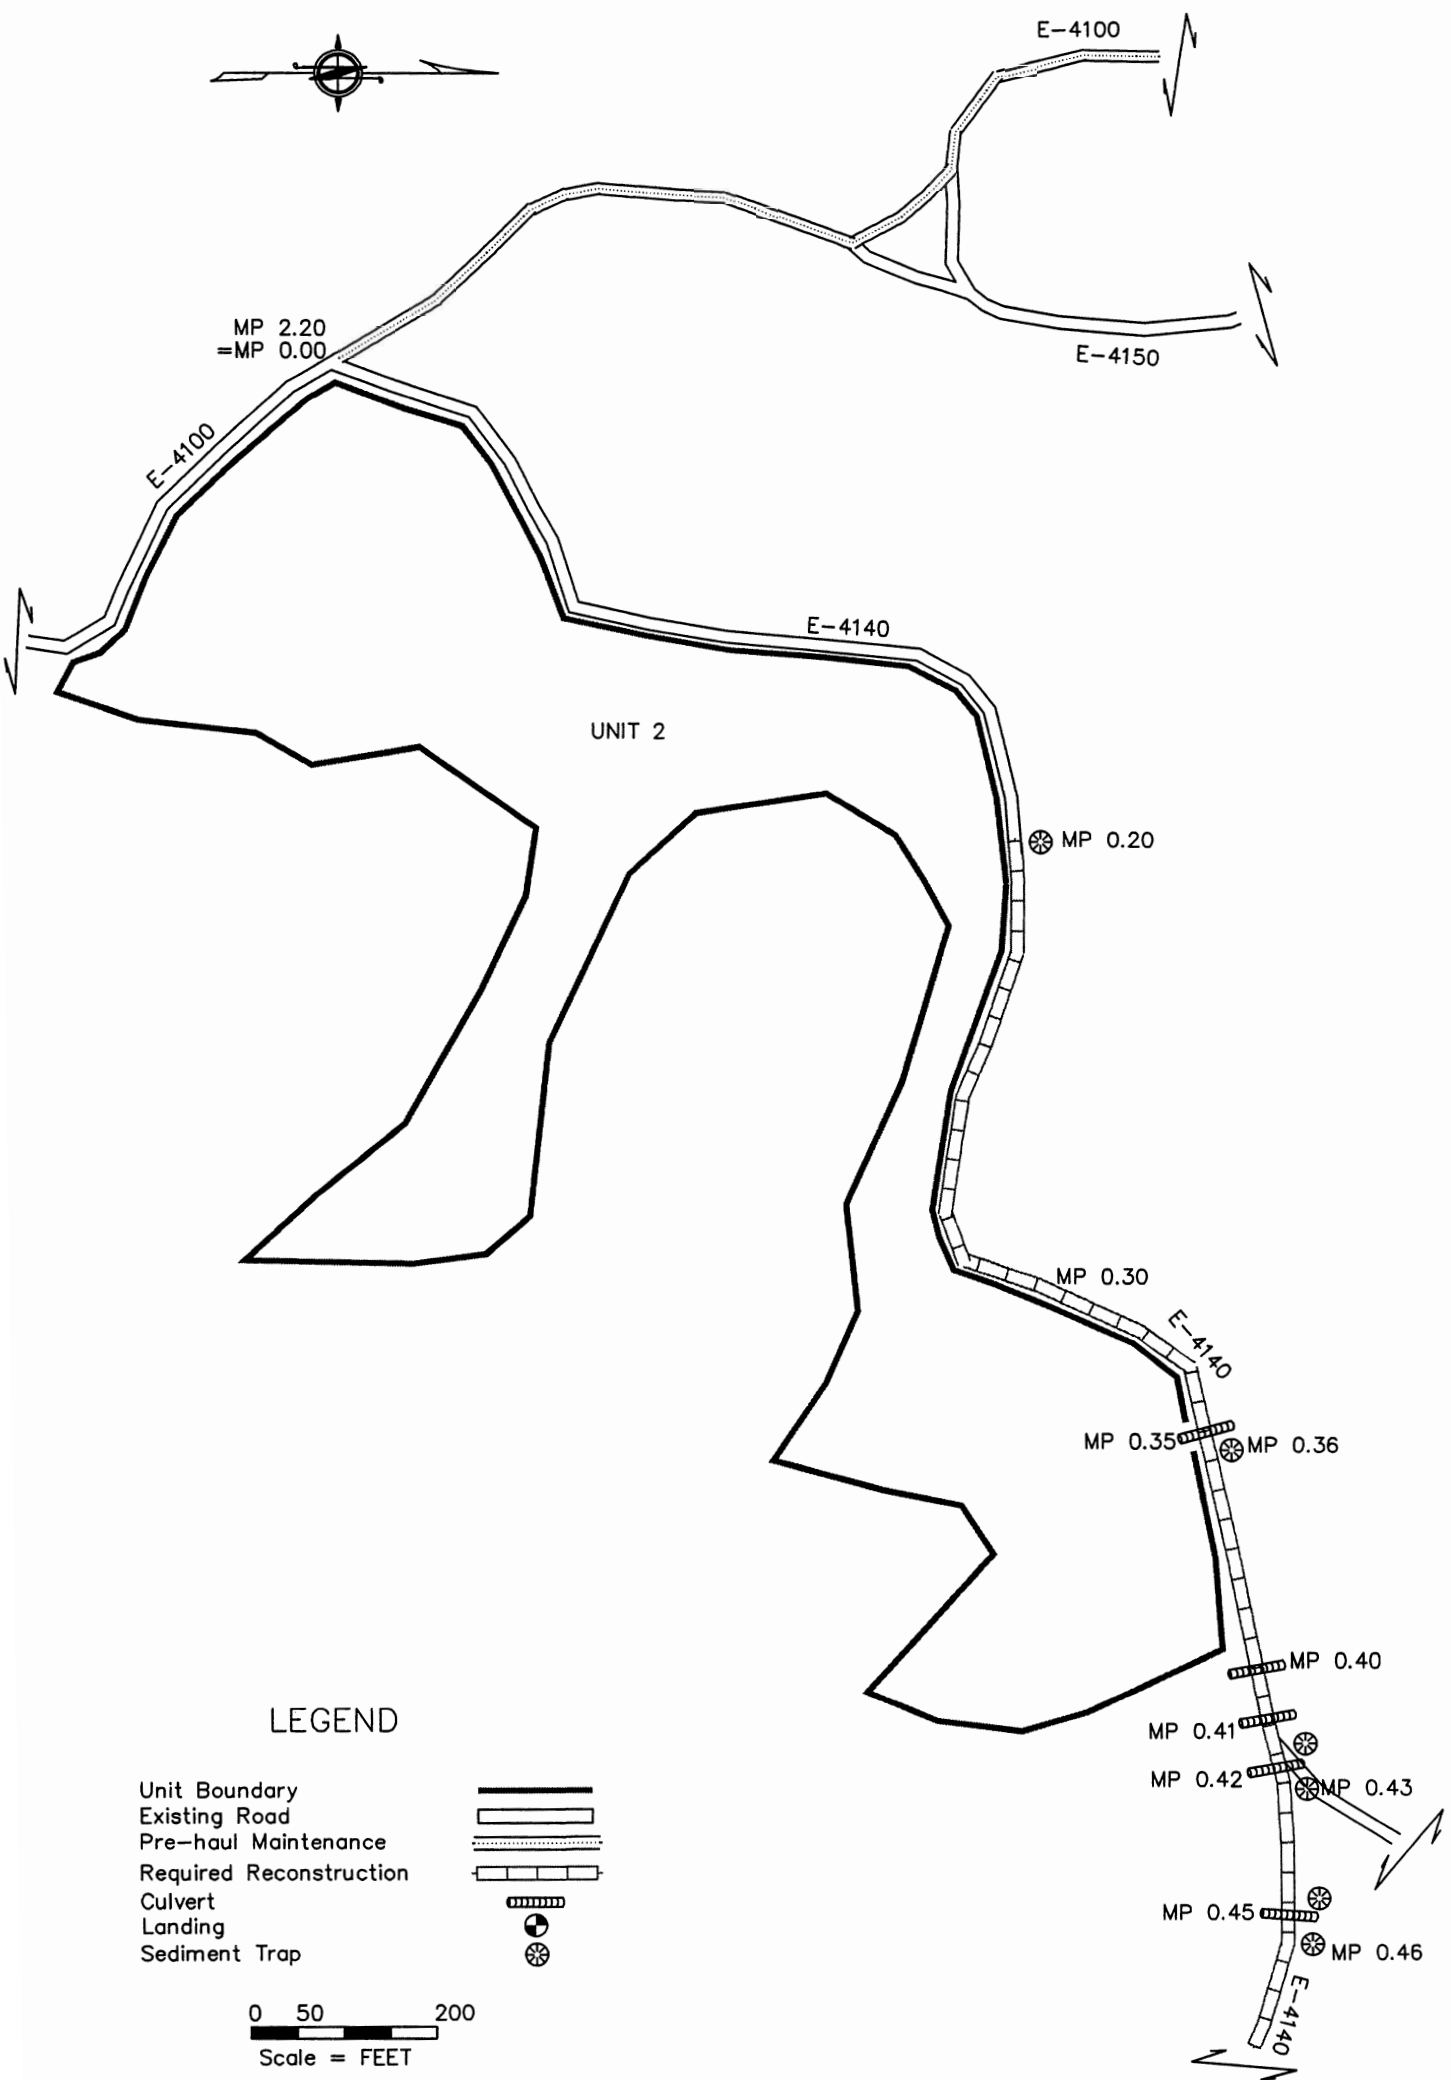 E-4100
MP 2.20
=MP 0.00
E-4150
E-4100
E-4140
UNIT 2
MP 0.20
MP 0.30
E-4140
MP 0.35
MP 0.36
MP 0.40
MP 0.41
MP 0.42
MP 0.43
MP 0.45
MP 0.46
E-4140
LEGEND
Unit Boundary
Existing Road
Pre-haul Maintenance
Required Reconstruction
Culvert
Landing
Sediment Trap
0 50 200
Scale = FEET